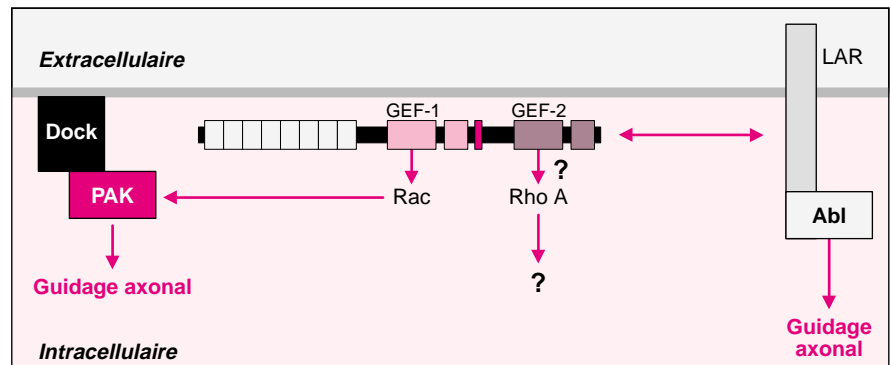 Extracellulaire
LAR
GEF-1
GEF-2
Dock
?
PAK
Rac
Rho A
Abl
Guidage axonal
?
Guidage
axonal
Intracellulaire